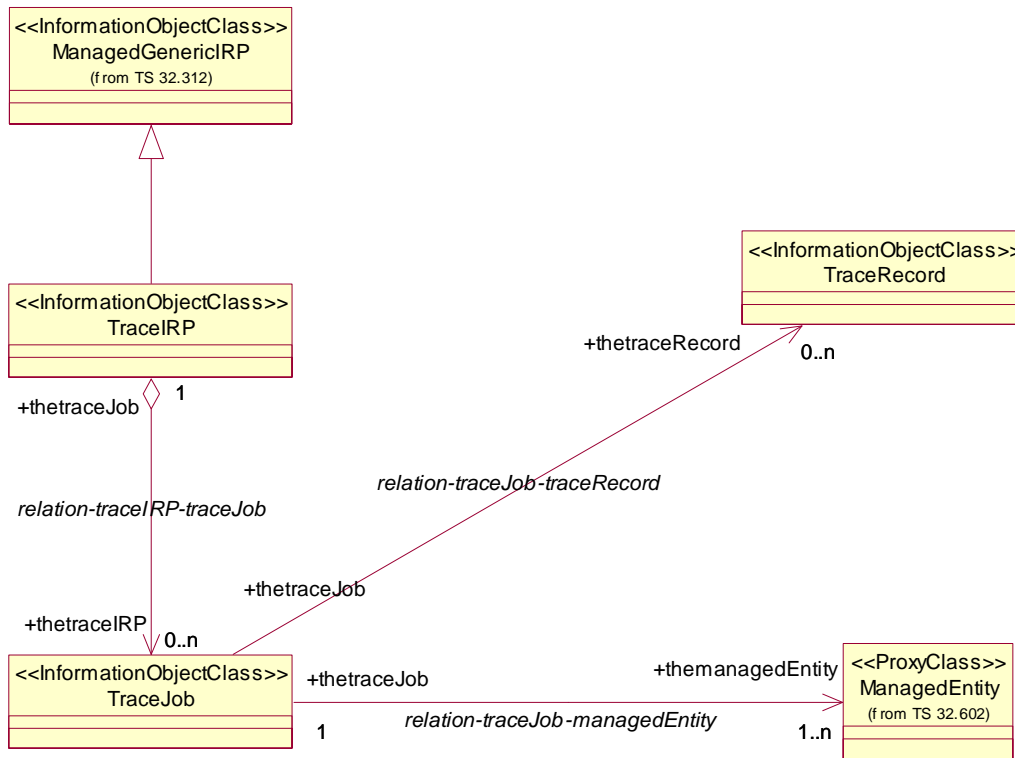 <<InformationObjectClass>>
ManagedGenericIRP
(from TS 32.312)
<<InformationObjectClass>>
TraceRecord
<<InformationObjectClass>>
TraceIRP
+thetraceRecord
0..n
1
+thetraceJob
relation-traceJob-traceRecord
relation-traceIRP-traceJob
+thetraceJob
+thetraceIRP
0..n
<<InformationObjectClass>>
TraceJob
+thetraceJob
+themanagedEntity
1
relation-traceJob-managedEntity
1..n
<<ProxyClass>>
ManagedEntity
(from TS 32.602)